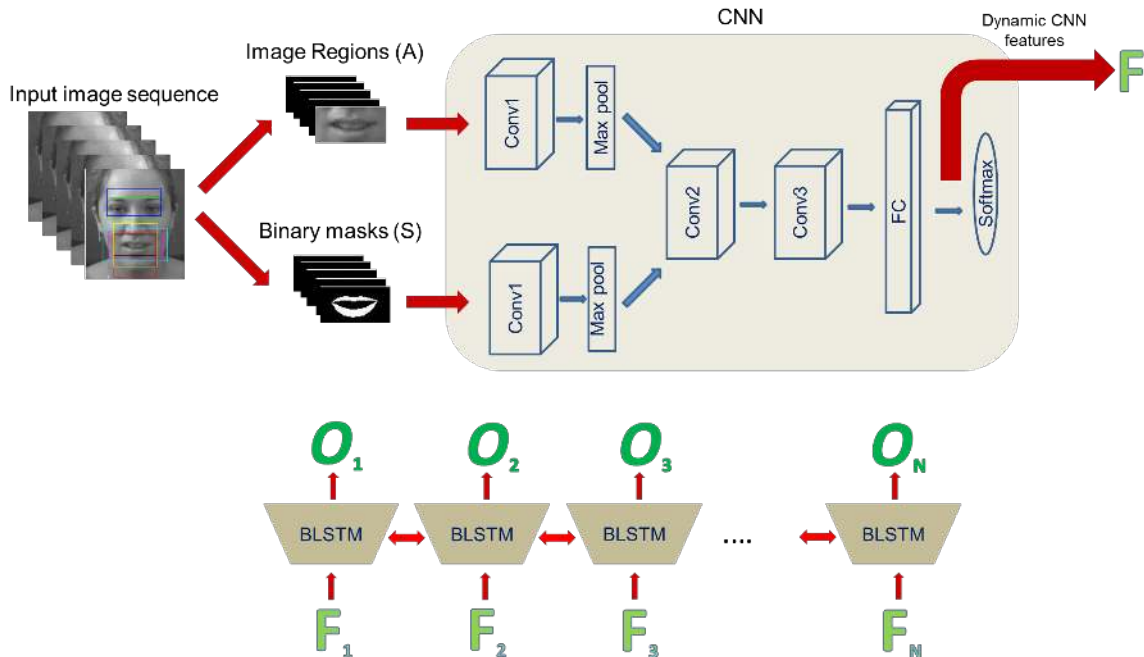 CNN
Dynamic CNN
features
F
Image Regions (A)
Input image sequence
Conv1
Max pool
Conv2
Conv3
FC
Softmax
Binary masks (S)
Conv1
Max pool
O1 O2 O3 ON
BLSTM BLSTM BLSTM .... BLSTM
F1 F2 F3 FN